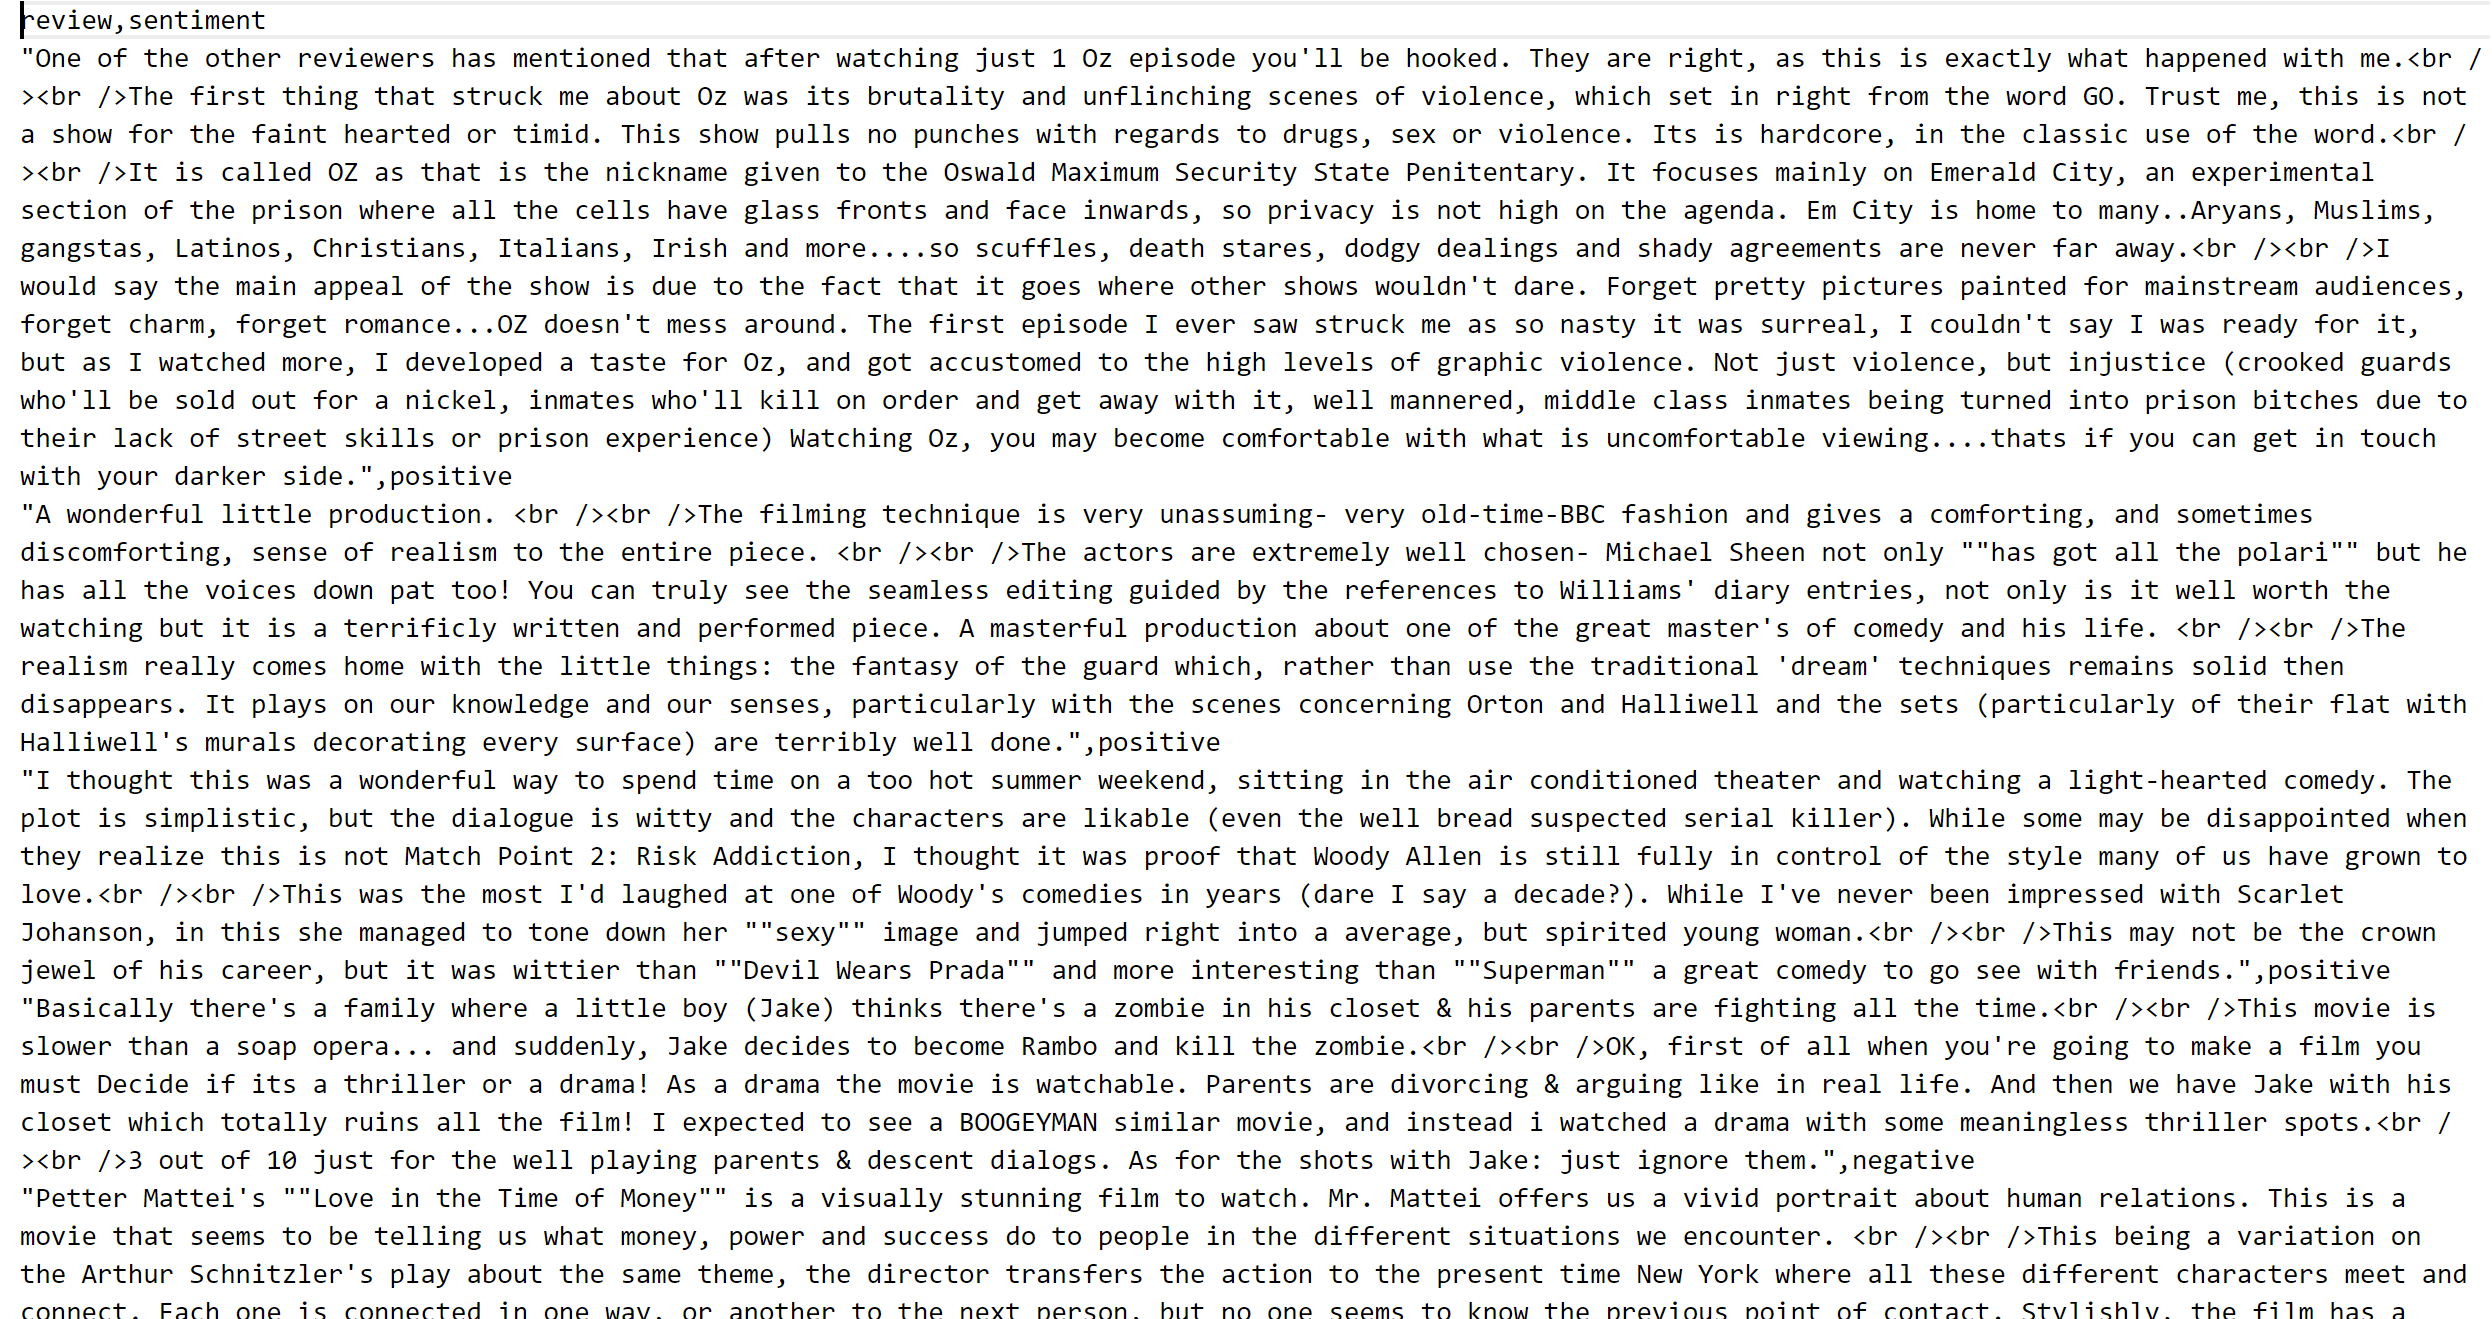 review,sentiment
"One of the other reviewers has mentioned that after watching just 1 Oz episode you'll be hooked. They are right, as this is exactly what happened with me.<br /
><br />The first thing that struck me about Oz was its brutality and unflinching scenes of violence, which set in right from the word GO. Trust me, this is not
a show for the faint hearted or timid. This show pulls no punches with regards to drugs, sex or violence. Its is hardcore, in the classic use of the word.<br /
><br />It is called OZ as that is the nickname given to the Oswald Maximum Security State Penitentary. It focuses mainly on Emerald City, an experimental
section of the prison where all the cells have glass fronts and face inwards, so privacy is not high on the agenda. Em City is home to many..Aryans, Muslims,
gangstas, Latinos, Christians, Italians, Irish and more....so scuffles, death stares, dodgy dealings and shady agreements are never far away.<br /><br />I
would say the main appeal of the show is due to the fact that it goes where other shows wouldn't dare. Forget pretty pictures painted for mainstream audiences,
forget charm, forget romance...OZ doesn't mess around. The first episode I ever saw struck me as so nasty it was surreal, I couldn't say I was ready for it,
but as I watched more, I developed a taste for Oz, and got accustomed to the high levels of graphic violence. Not just violence, but injustice (crooked guards
who'll be sold out for a nickel, inmates who'll kill on order and get away with it, well mannered, middle class inmates being turned into prison bitches due to
their lack of street skills or prison experience) Watching Oz, you may become comfortable with what is uncomfortable viewing....thats if you can get in touch
with your darker side.",positive
"A wonderful little production. <br /><br />The filming technique is very unassuming- very old-time-BBC fashion and gives a comforting, and sometimes
discomforting, sense of realism to the entire piece. <br /><br />The actors are extremely well chosen- Michael Sheen not only ""has got all the polari"" but he
has all the voices down pat too! You can truly see the seamless editing guided by the references to Williams' diary entries, not only is it well worth the
watching but it is a terrificly written and performed piece. A masterful production about one of the great master's of comedy and his life. <br /><br />The
realism really comes home with the little things: the fantasy of the guard which, rather than use the traditional 'dream' techniques remains solid then
disappears. It plays on our knowledge and our senses, particularly with the scenes concerning Orton and Halliwell and the sets (particularly of their flat with
Halliwell's murals decorating every surface) are terribly well done.",positive
"I thought this was a wonderful way to spend time on a too hot summer weekend, sitting in the air conditioned theater and watching a light-hearted comedy. The
plot is simplistic, but the dialogue is witty and the characters are likable (even the well bread suspected serial killer). While some may be disappointed when
they realize this is not Match Point 2: Risk Addiction, I thought it was proof that Woody Allen is still fully in control of the style many of us have grown to
love.<br /><br />This was the most I'd laughed at one of Woody's comedies in years (dare I say a decade?). While I've never been impressed with Scarlet
Johanson, in this she managed to tone down her ""sexy"" image and jumped right into a average, but spirited young woman.<br /><br />This may not be the crown
jewel of his career, but it was wittier than ""Devil Wears Prada"" and more interesting than ""Superman"" a great comedy to go see with friends.",positive
"Basically there's a family where a little boy (Jake) thinks there's a zombie in his closet & his parents are fighting all the time.<br /><br />This movie is
slower than a soap opera... and suddenly, Jake decides to become Rambo and kill the zombie.<br /><br />OK, first of all when you're going to make a film you
must Decide if its a thriller or a drama! As a drama the movie is watchable. Parents are divorcing & arguing like in real life. And then we have Jake with his
closet which totally ruins all the film! I expected to see a BOOGEYMAN similar movie, and instead i watched a drama with some meaningless thriller spots.<br /
><br />3 out of 10 just for the well playing parents & descent dialogs. As for the shots with Jake: just ignore them.",negative
"Petter Mattei's ""Love in the Time of Money"" is a visually stunning film to watch. Mr. Mattei offers us a vivid portrait about human relations. This is a
movie that seems to be telling us what money, power and success do to people in the different situations we encounter. <br /><br />This being a variation on
the Arthur Schnitzler's play about the same theme, the director transfers the action to the present time New York where all these different characters meet and
connect. Each one is connected in one way, or another to the next person, but no one seems to know the previous point of contact. Stylishly, the film has a